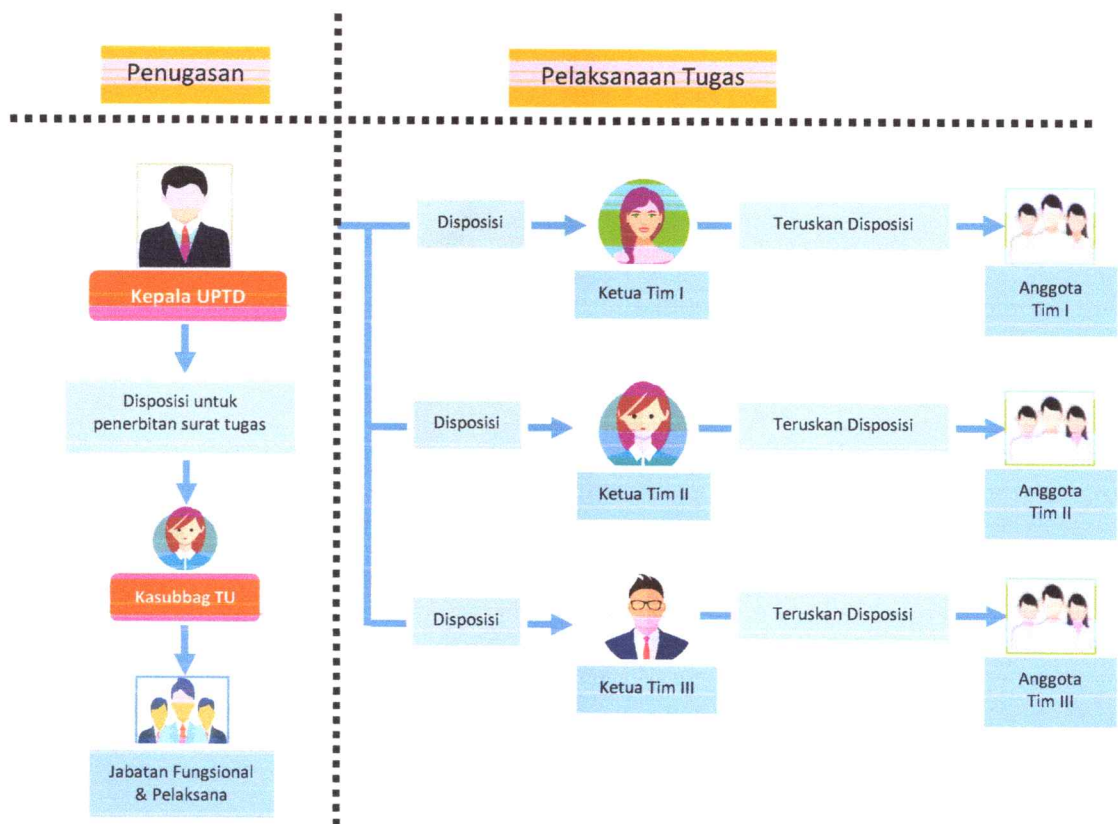 Penugasan
Pelaksanaan Tugas
Kepala UPTD
Disposisi untuk
penerbitan surat tugas
Kasubbag TU
Jabatan Fungsional
& Pelaksana
Disposisi
Ketua Tim I
Teruskan Disposisi
Anggota
Tim I
Disposisi
Ketua Tim II
Teruskan Disposisi
Anggota
Tim II
Disposisi
Ketua Tim III
Teruskan Disposisi
Anggota
Tim III